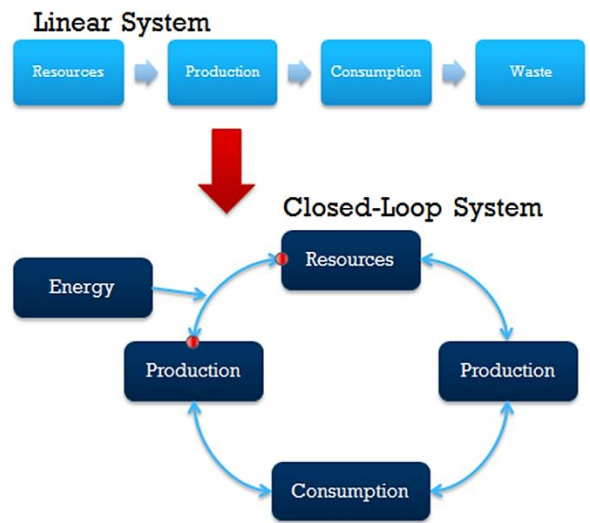 Linear System
Resources
Production
Consumption
Waste
Closed-Loop System
Resources
Energy
Production
Production
Consumption